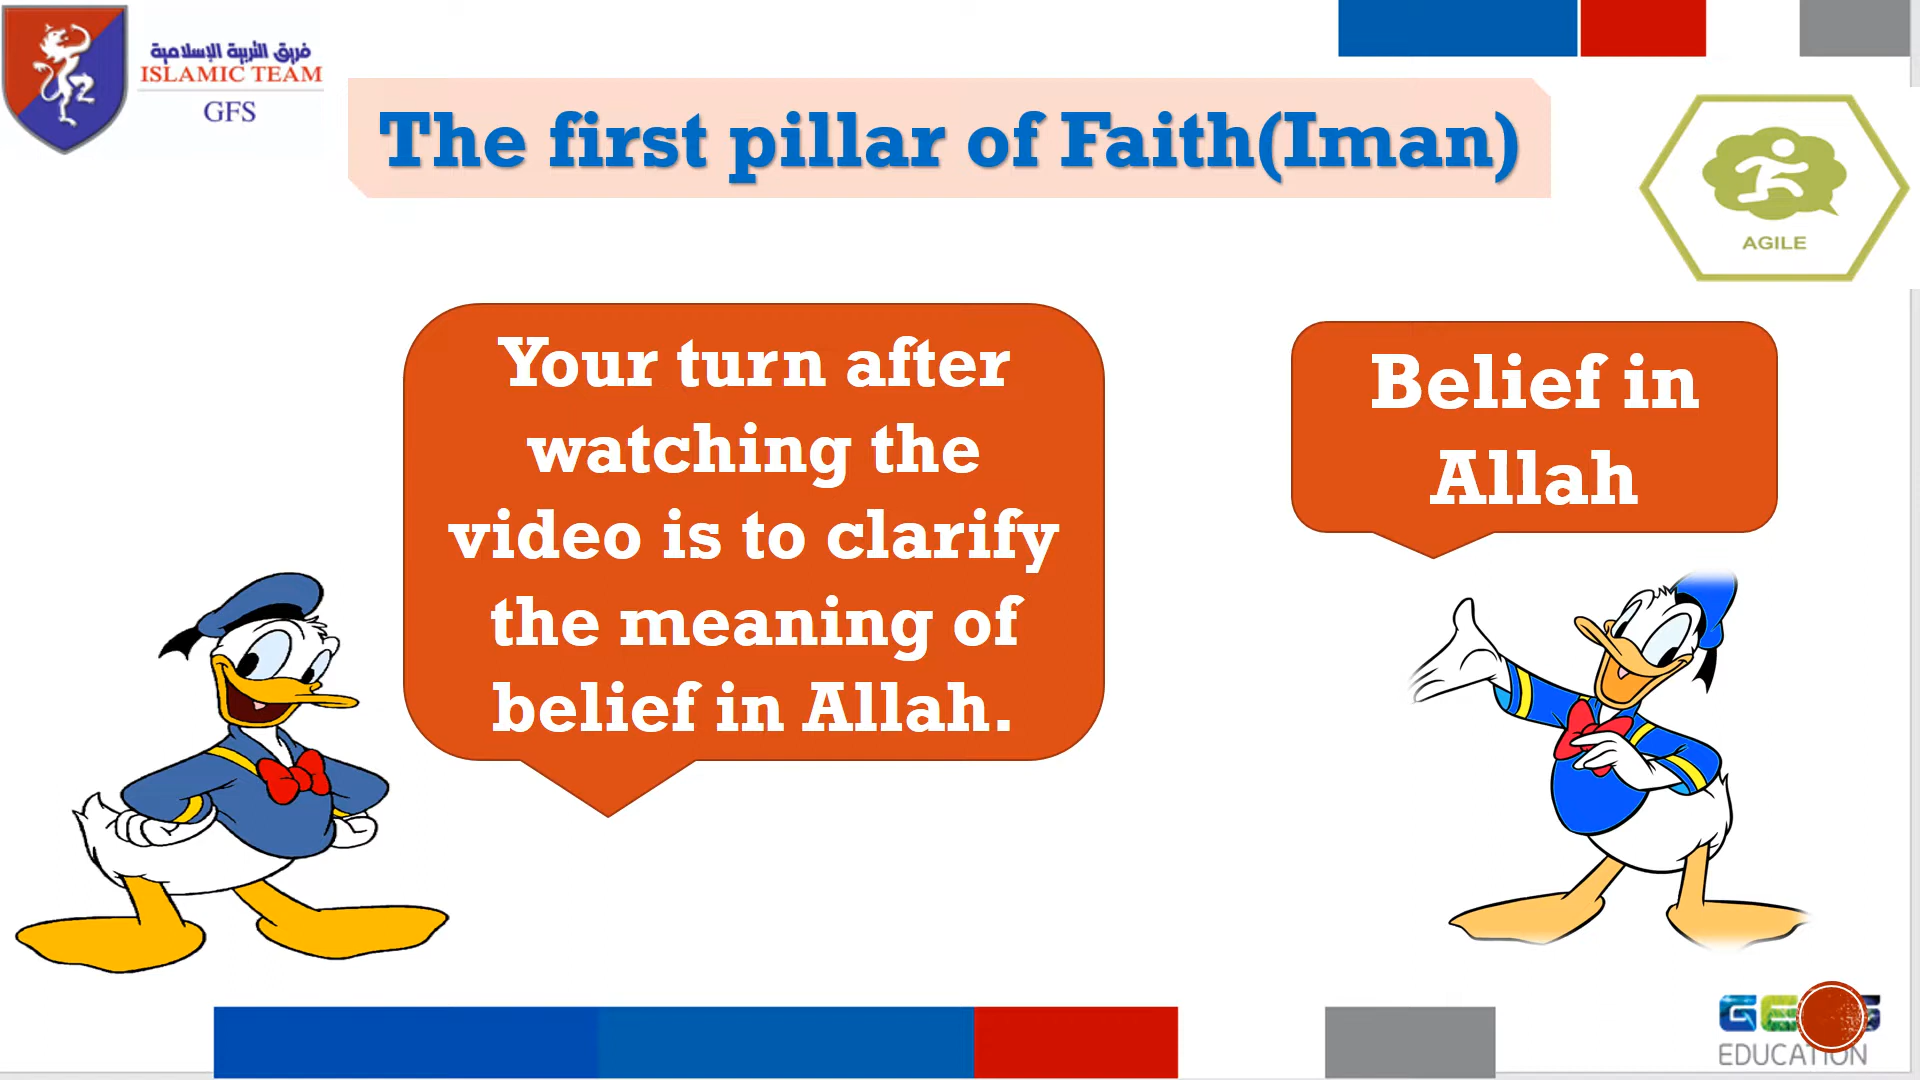 فريق التربية الإسلامية
ISLAMIC TEAM
GFS
The first pillar of Faith(Iman)
AGILE
Your turn after
watching the
video is to clarify
the meaning of
belief in Allah.
Belief in
Allah
EDUCATION